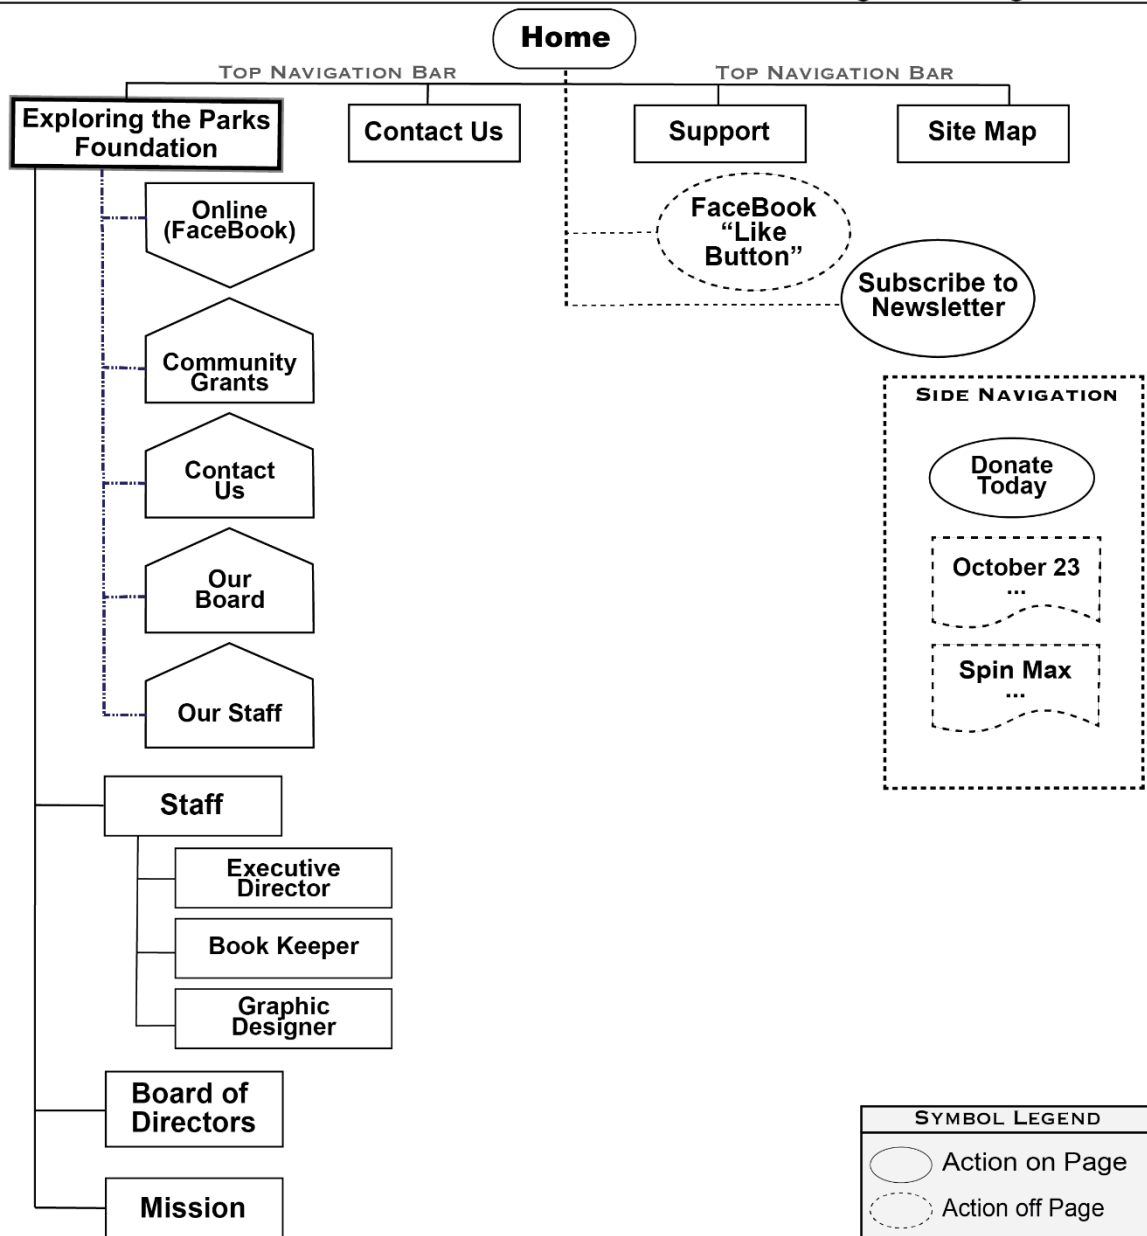 Home
TOP NAVIGATION BAR
TOP NAVIGATION BAR
Exploring the Parks
Foundation
Contact Us
Support
Site Map
Online
(FaceBook)
Community
Grants
Contact
Us
Our
Board
Our Staff
FaceBook
“Like
Button”
Subscribe to
Newsletter
SIDE NAVIGATION
Donate
Today
October 23
...
Spin Max
...
Staff
Executive
Director
Book Keeper
Graphic
Designer
Board of
Directors
Mission
SYMBOL LEGEND
Action on Page
Action off Page